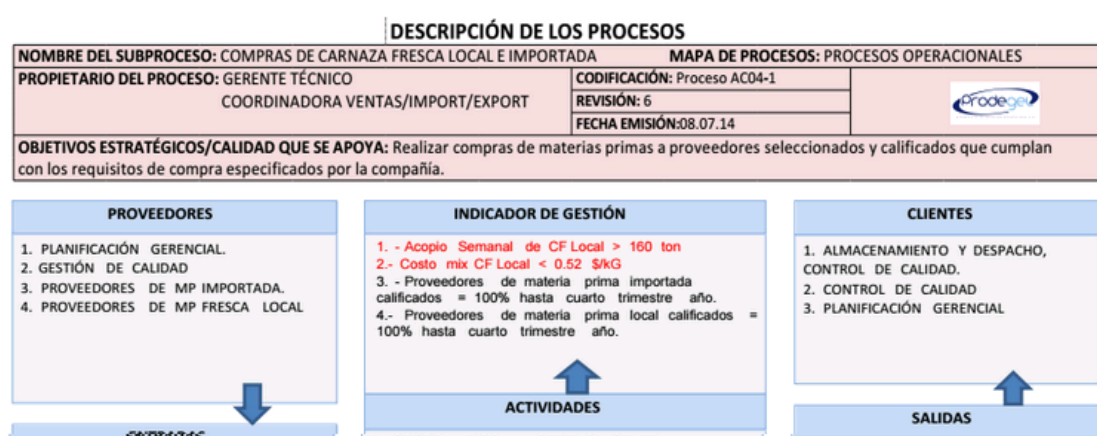 DESCRIPCIÓN DE LOS PROCESOS
NOMBRE DEL SUBPROCESO: COMPRAS DE CARNAZA FRESCA LOCAL E IMPORTADA MAPA DE PROCESOS: PROCESOS OPERACIONALES
PROPIETARIO DEL PROCESO: GERENTE TÉCNICO
COORDINADORA VENTAS/IMPORT/EXPORT
CODIFICACIÓN: Proceso AC04-1
REVISIÓN: 6
FECHA EMISIÓN:08.07.14
Prodegel
OBJETIVOS ESTRATÉGICOS/CALIDAD QUE SE APOYA: Realizar compras de materias primas a proveedores seleccionados y calificados que cumplan
con los requisitos de compra especificados por la compañía.
PROVEEDORES
1. PLANIFICACIÓN GERENCIAL.
2. GESTIÓN DE CALIDAD
3. PROVEEDORES DE MP IMPORTADA.
4. PROVEEDORES DE MP FRESCA LOCAL
INDICADOR DE GESTIÓN
1. - Acopio Semanal de CF Local > 160 ton
2.- Costo mix CF Local < 0.52 $/kG
3. - Proveedores de materia prima importada
calificados = 100% hasta cuarto trimestre año.
4.- Proveedores de materia prima local calificados =
100% hasta cuarto trimestre año.
ACTIVIDADES
CLIENTES
1. ALMACENAMIENTO Y DESPACHO,
CONTROL DE CALIDAD.
2. CONTROL DE CALIDAD
3. PLANIFICACIÓN GERENCIAL
SALIDAS